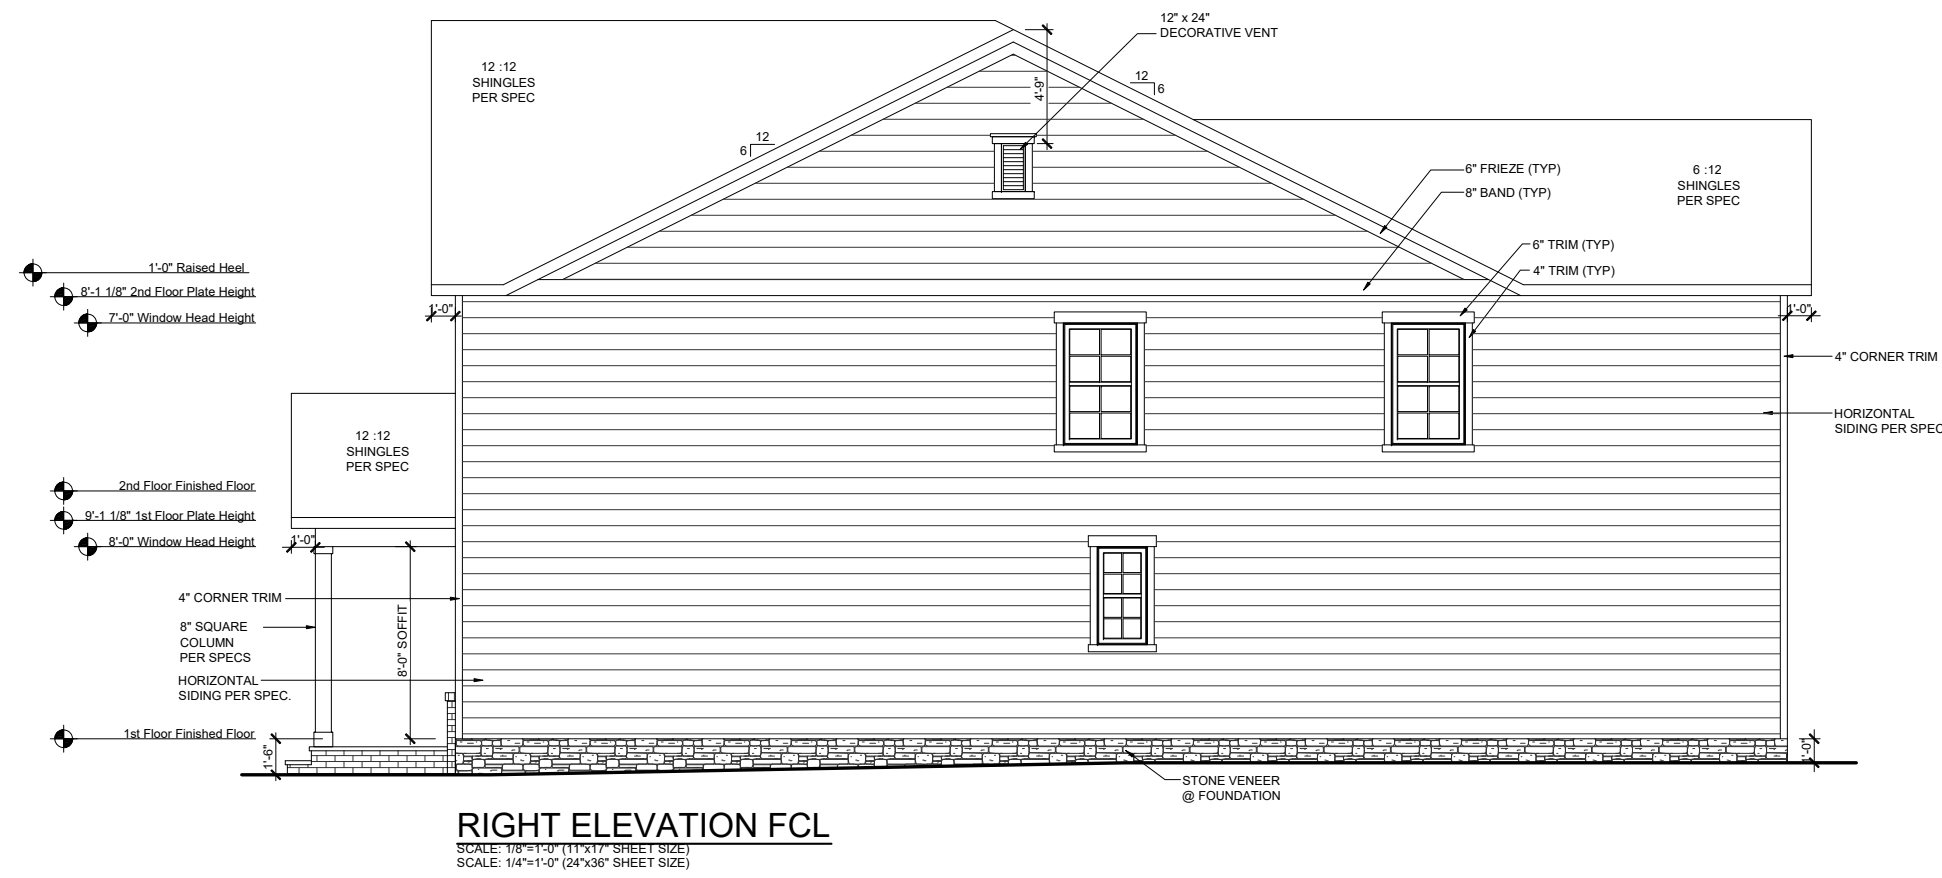 12" x 24"
DECORATIVE VENT
12 :12
SHINGLES
PER SPEC
4'-9"
12
6
12
6
6" FRIEZE (TYP)
8" BAND (TYP)
6 :12
SHINGLES
PER SPEC
6" TRIM (TYP)
4" TRIM (TYP)
1'-0" Raised Heel
8'-1 1/8" 2nd Floor Plate Height
7'-0" Window Head Height
1'-0"
1'-0"
4" CORNER TRIM
HORIZONTAL
SIDING PER SPEC
12 :12
SHINGLES
PER SPEC
2nd Floor Finished Floor
9'-1 1/8" 1st Floor Plate Height
8'-0" Window Head Height
1'-0"
4" CORNER TRIM
8" SQUARE
COLUMN
PER SPECS
8'-0" SOFFIT
HORIZONTAL
SIDING PER SPEC.
1st Floor Finished Floor
1'-6"
1'-0"
STONE VENEER
@ FOUNDATION
RIGHT ELEVATION FCL
SCALE: 1/8"=1'-0" (11"x17" SHEET SIZE)
SCALE: 1/4"=1'-0" (24"x36" SHEET SIZE)